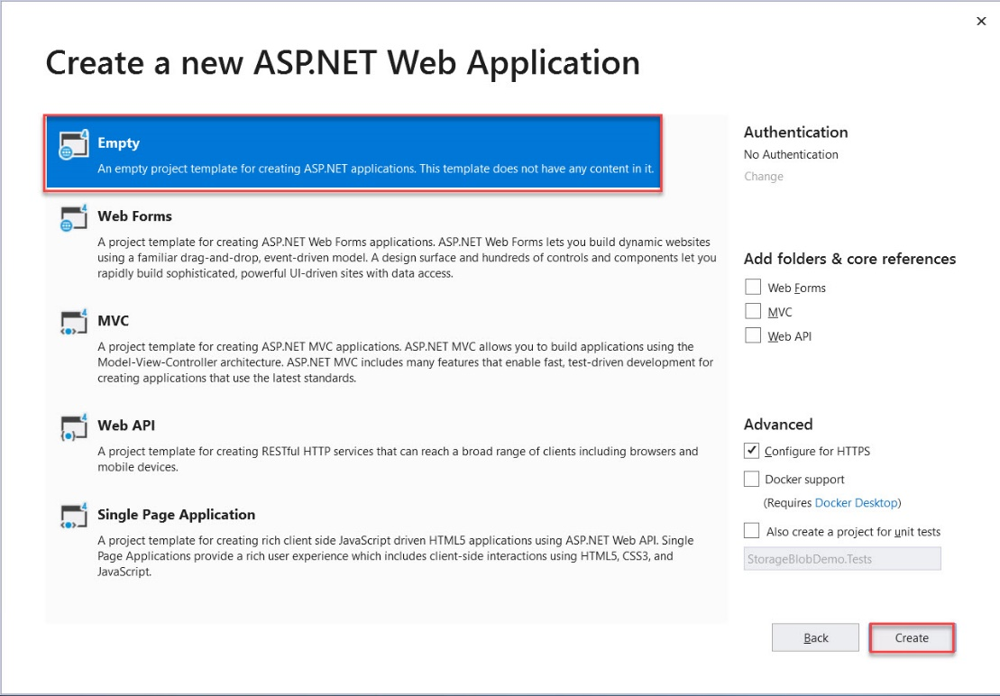 Create a new ASP.NET Web Application
Empty
An empty project template for creating ASP.NET applications. This template does not have any content in it.
Web Forms
A project template for creating ASP.NET Web Forms applications. ASP.NET Web Forms lets you build dynamic websites
using a familiar drag-and-drop, event-driven model. A design surface and hundreds of controls and components let you
rapidly build sophisticated, powerful UI-driven sites with data access.
MVC
A project template for creating ASP.NET MVC applications. ASP.NET MVC allows you to build applications using the
Model-View-Controller architecture. ASP.NET MVC includes many features that enable fast, test-driven development for
creating applications that use the latest standards.
Web API
A project template for creating RESTful HTTP services that can reach a broad range of clients including browsers and
mobile devices.
Single Page Application
A project template for creating rich client side JavaScript driven HTML5 applications using ASP.NET Web API. Single
Page Applications provide a rich user experience which includes client-side interactions using HTML5, CSS3, and
JavaScript.
Authentication
No Authentication
Change
Add folders & core references
Web Forms
MVC
Web API
Advanced
Configure for HTTPS
Docker support
(Requires Docker Desktop)
Also create a project for unit tests
StorageBlobDemo.Tests
Back
Create